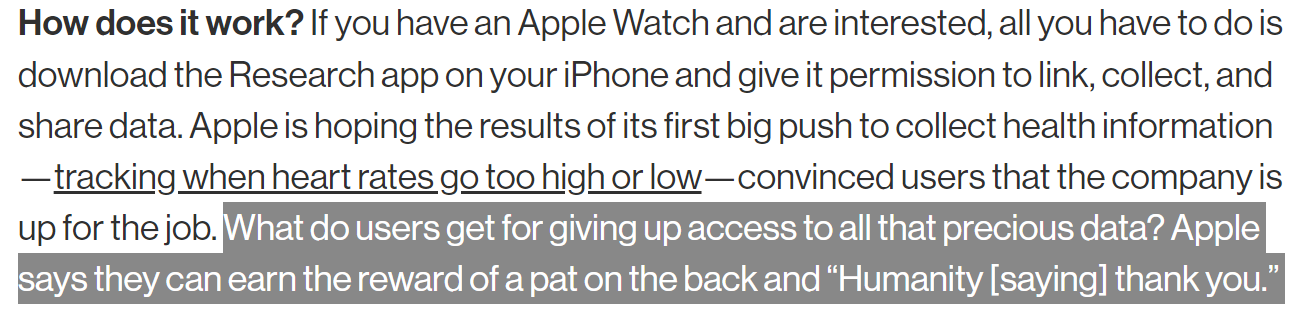 How does it work? If you have an Apple Watch and are interested, all you have to do is
download the Research app on your iPhone and give it permission to link, collect, and
share data. Apple is hoping the results of its first big push to collect health information
—tracking when heart rates go too high or low—convinced users that the company is
up for the job. What do users get for giving up access to all that precious data? Apple
says they can earn the reward of a pat on the back and “Humanity [saying] thank you.”